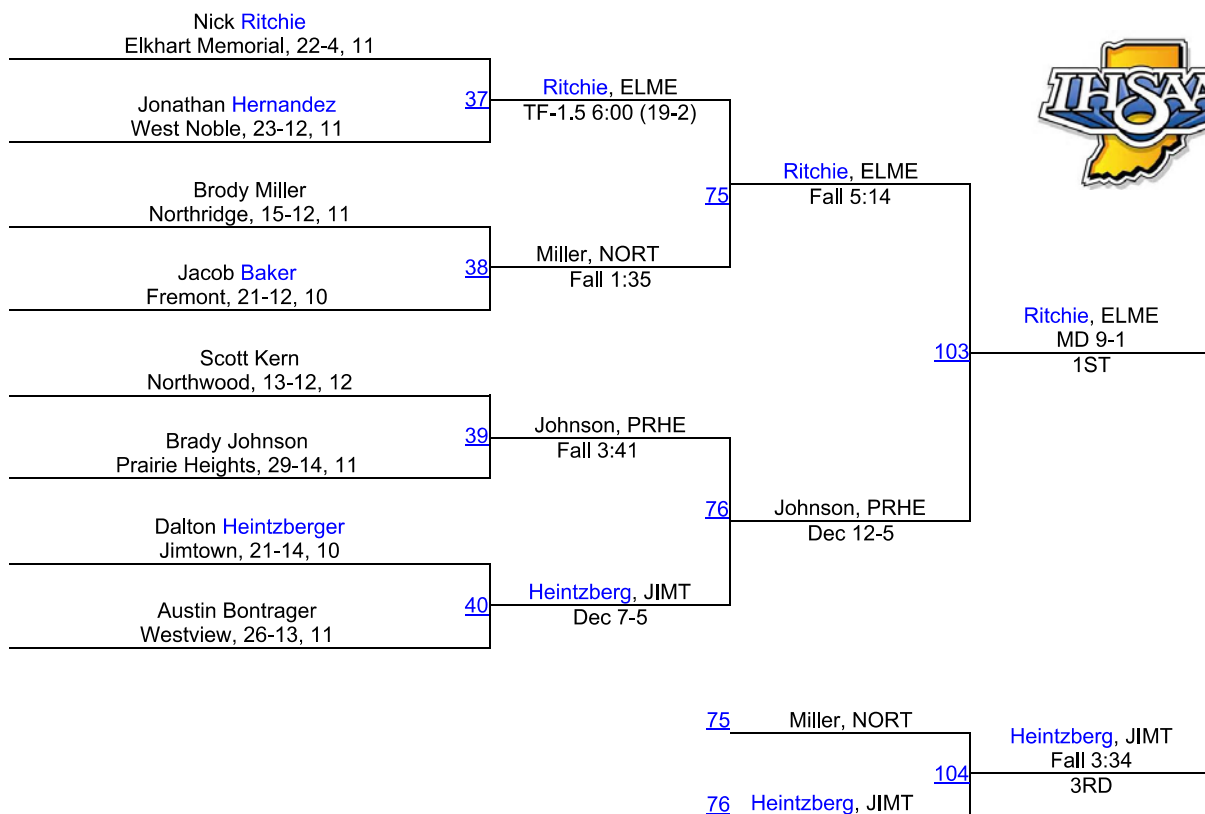 Nick Ritchie
Elkhart Memorial, 22-4, 11
37
Jonathan Hernandez
West Noble, 23-12, 11
Ritchie, ELME
TF-1.5 6:00 (19-2)
75
Brody Miller
Northridge, 15-12, 11
38
Jacob Baker
Fremont, 21-12, 10
Miller, NORT
Fall 1:35
Ritchie, ELME
Fall 5:14
103
Scott Kern
Northwood, 13-12, 12
39
Brady Johnson
Prairie Heights, 29-14, 11
Johnson, PRHE
Fall 3:41
76
Dalton Heintzberger
Jimtown, 21-14, 10
40
Austin Bontrager
Westview, 26-13, 11
Heintzberg, JIMT
Dec 7-5
Johnson, PRHE
Dec 12-5
Ritchie, ELME
MD 9-1
1ST
IHSAA
75 Miller, NORT
104
76 Heintzberg, JIMT
Heintzberg, JIMT
Fall 3:34
3RD